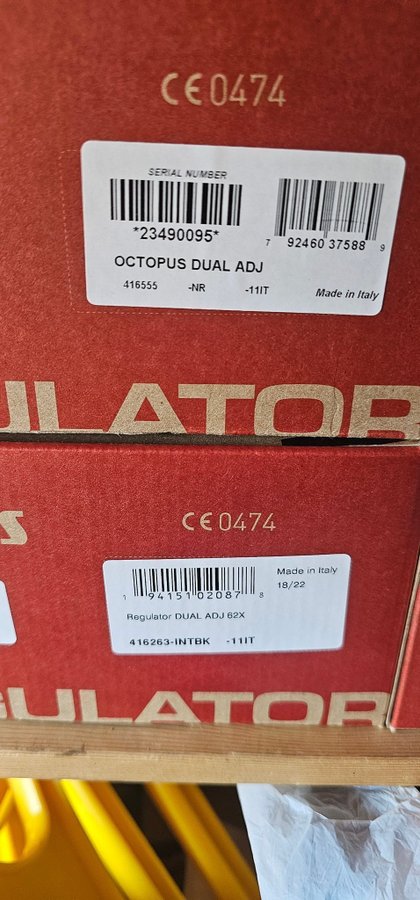 CE0474
SERIAL NUMBER
*23490095*
7 92460 37588 9
OCTOPUS DUAL ADJ
416555 -NR -11IT Made in Italy
ULATOR
S
CE0474
1 94151 02087 8
Made in Italy
18/22
Regulator DUAL ADJ 62X
416263-INTBK -11IT
GULATOR